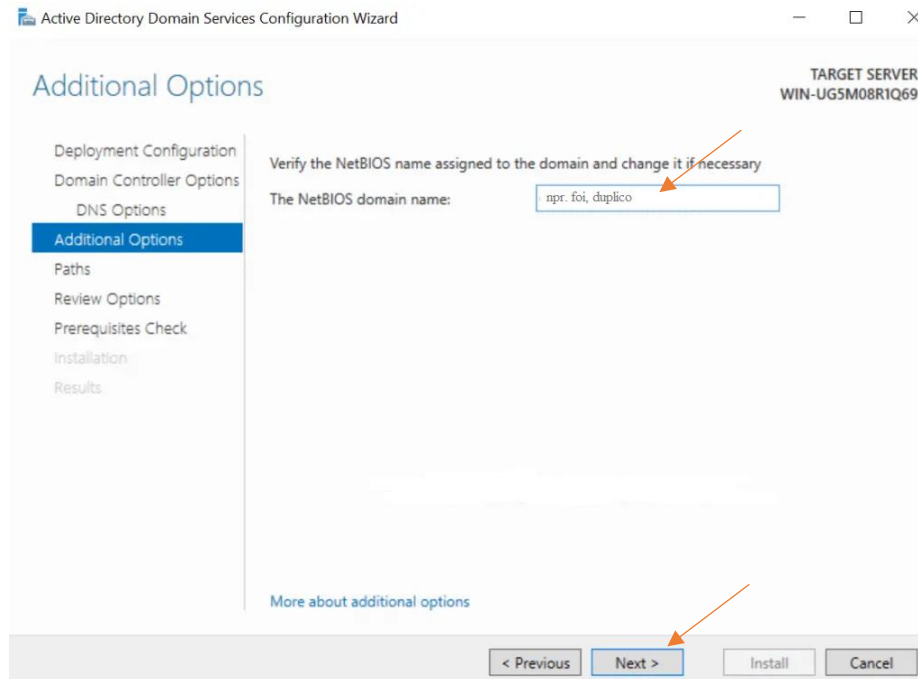 Active Directory Domain Services Configuration Wizard
Additional Options
TARGET SERVER
WIN-UG5M08R1Q69
Deployment Configuration
Domain Controller Options
DNS Options
Additional Options
Paths
Review Options
Prerequisites Check
Installation
Results
Verify the NetBIOS name assigned to the domain and change it if necessary
The NetBIOS domain name: npr. foi, duplico
More about additional options
< Previous Next > Install Cancel